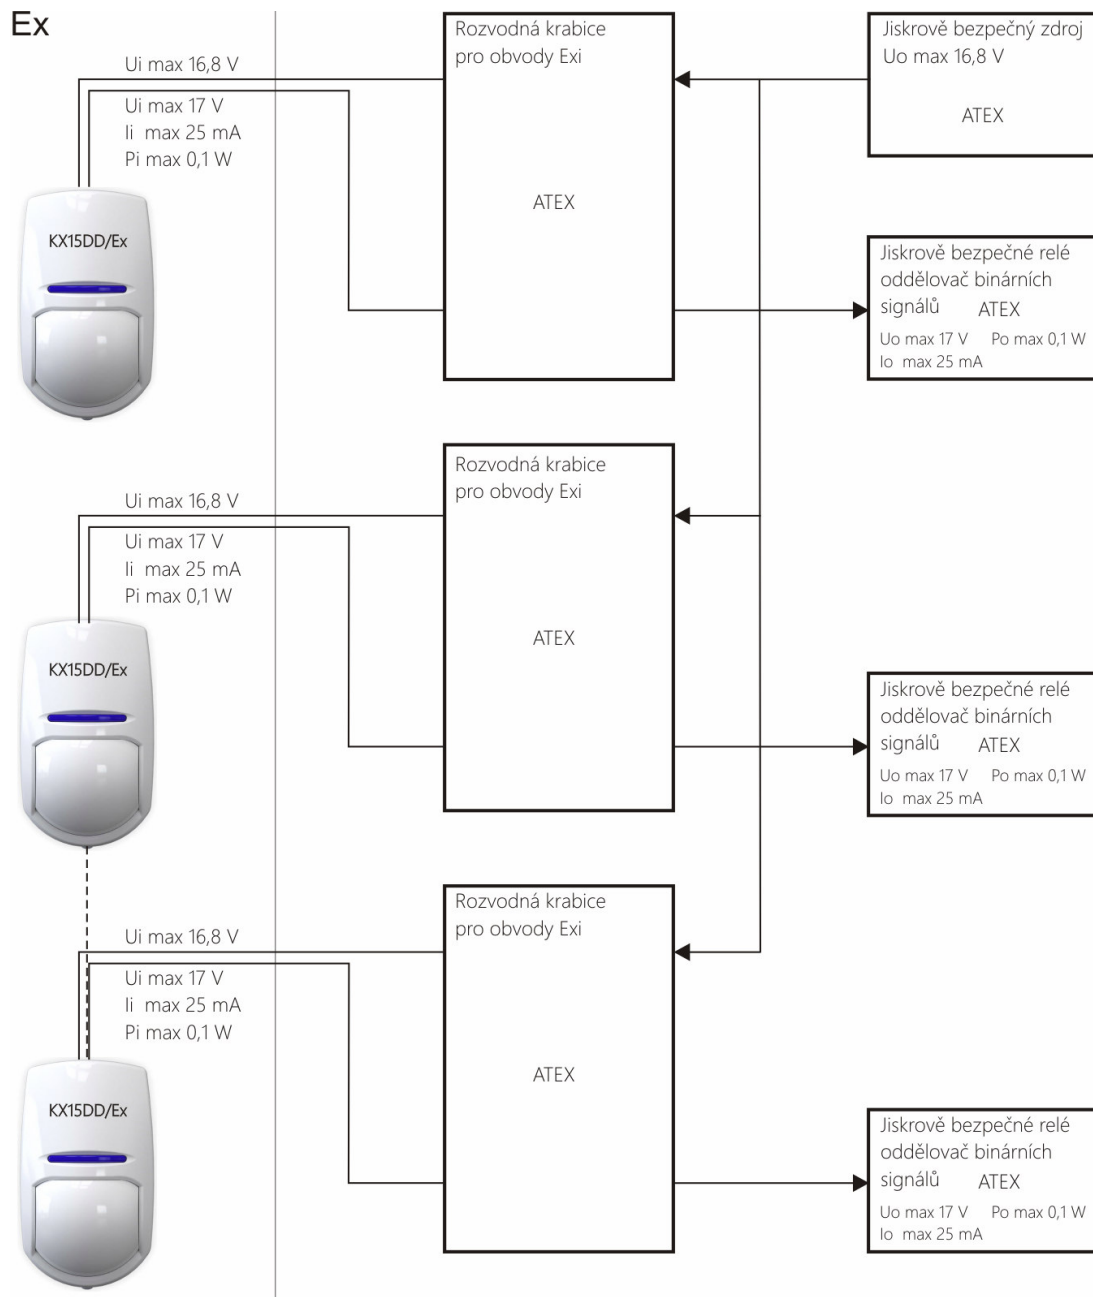 Ex
Rozvodná krabice
pro obvody Exi
Jiskrově bezpečný zdroj
Uo max 16,8 V
ATEX
Ui max 16,8 V
Ui max 17 V
Ii max 25 mA
Pi max 0,1 W
ATEX
KX15DD/Ex
Jiskrově bezpečné relé
oddělovač binárních
signálů ATEX
Uo max 17 V Po max 0,1 W
Io max 25 mA
Rozvodná krabice
pro obvody Exi
Ui max 16,8 V
Ui max 17 V
Ii max 25 mA
Pi max 0,1 W
ATEX
KX15DD/Ex
Jiskrově bezpečné relé
oddělovač binárních
signálů ATEX
Uo max 17 V Po max 0,1 W
Io max 25 mA
Rozvodná krabice
pro obvody Exi
Ui max 16,8 V
Ui max 17 V
Ii max 25 mA
Pi max 0,1 W
ATEX
KX15DD/Ex
Jiskrově bezpečné relé
oddělovač binárních
signálů ATEX
Uo max 17 V Po max 0,1 W
Io max 25 mA